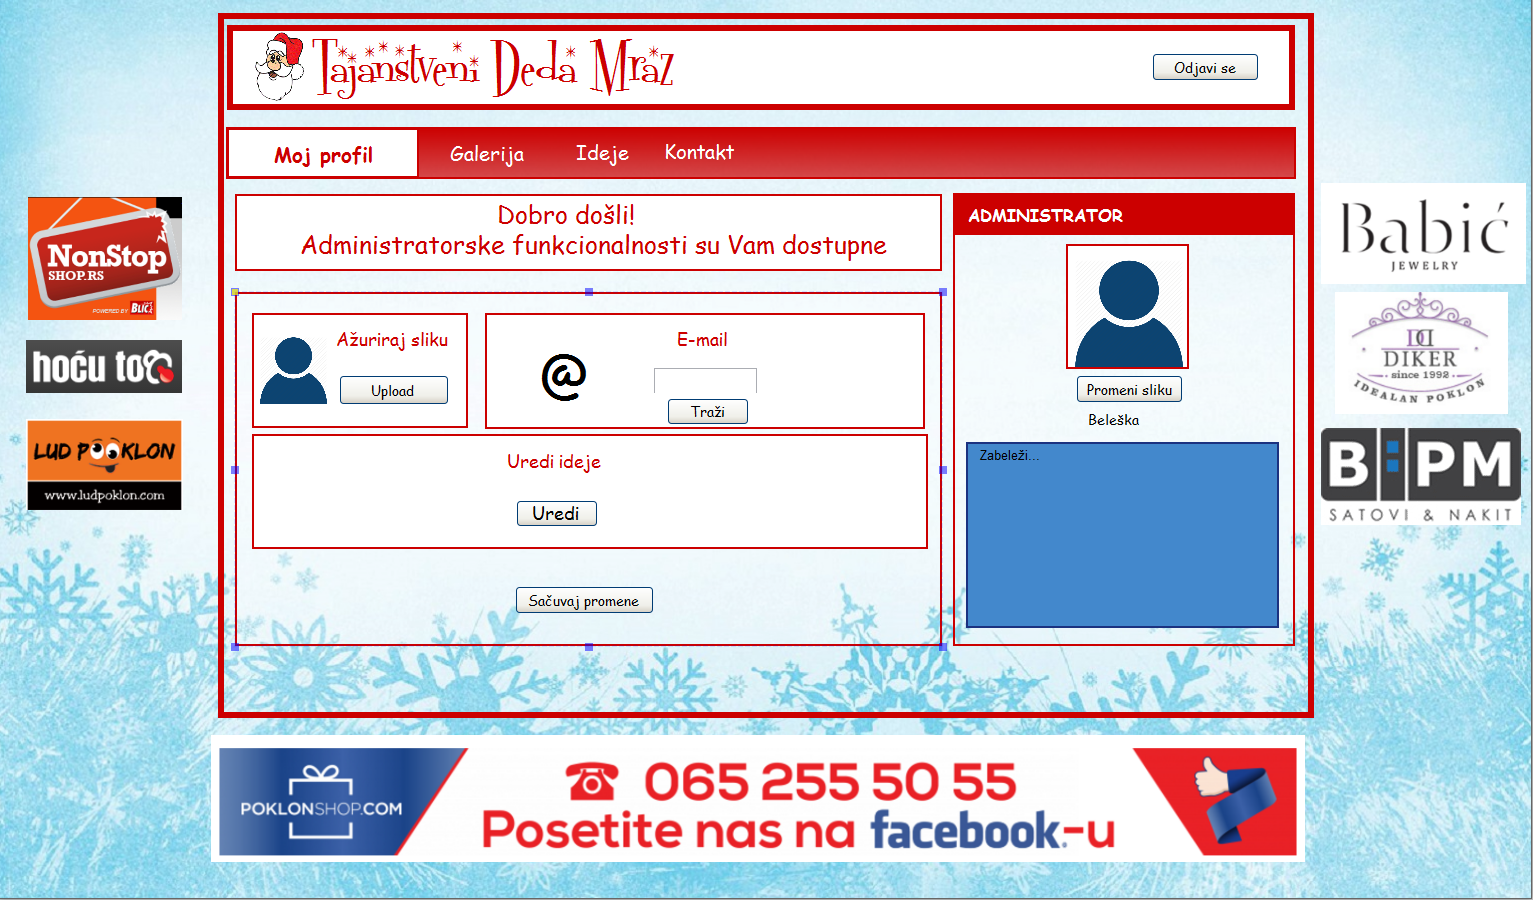 Tajanstveni Deda Mraz
Odjavi se
Moj profil
Galerija
Ideje
Kontakt
NonStop
SHOP.RS
POWERED BY BLIC
hoću to
LUD POKLON
www.ludpoklon.com
Dobro došli!
Administratorske funkcionalnosti su Vam dostupne
Ažuriraj sliku
Upload
E-mail
@
Traži
Uredi ideje
Uredi
Sačuvaj promene
ADMINISTRATOR
Promeni sliku
Beleška
Zabeleži...
Babić
JEWELRY
DD
DIKER
since 1992
IDEALAN POKLON
B:PM
SATOVI & NAKIT
POKLONSHOP.COM
065 255 50 55
Posetite nas na facebook-u